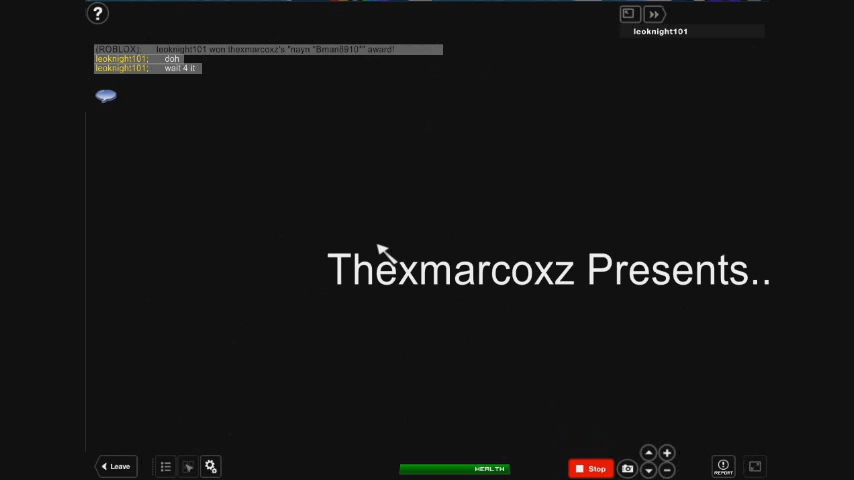 ?
leoknight101
[ROBLOX]: leoknight101 won thexmarcoxz's "nayn "Bman8910"" award!
leoknight101; doh
leoknight101; wait 4 it
Thexmarcoxz Presents..
Leave
HEALTH
Stop
REPORT